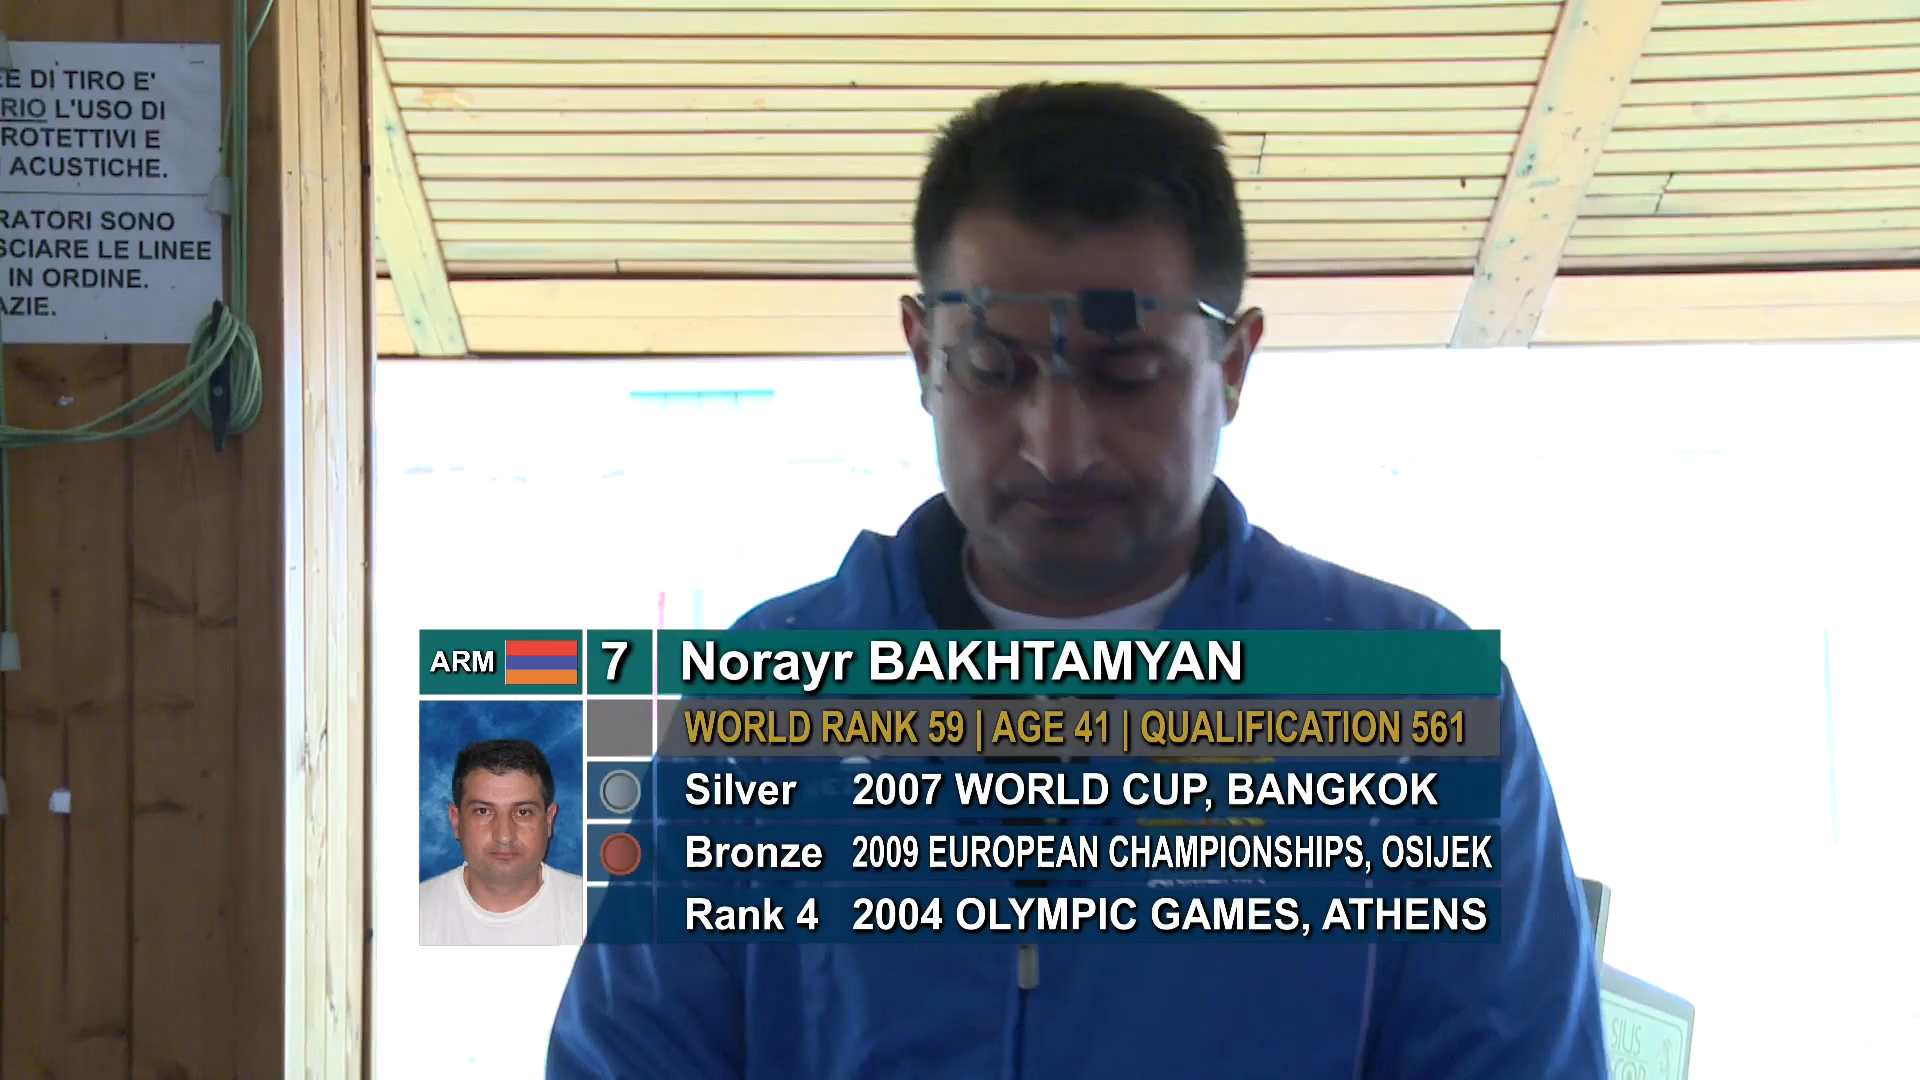 E DI TIRO E'
RIO L'USO DI
ROTETTIVI E
ACUSTICHE.
RATORI SONO
SCIARE LE LINEE
IN ORDINE.
AZIE.
ARM 7 Norayr BAKHTAMYAN
WORLD RANK 59 | AGE 41 | QUALIFICATION 561
Silver 2007 WORLD CUP, BANGKOK
Bronze 2009 EUROPEAN CHAMPIONSHIPS, OSIJEK
Rank 4 2004 OLYMPIC GAMES, ATHENS
SIUS